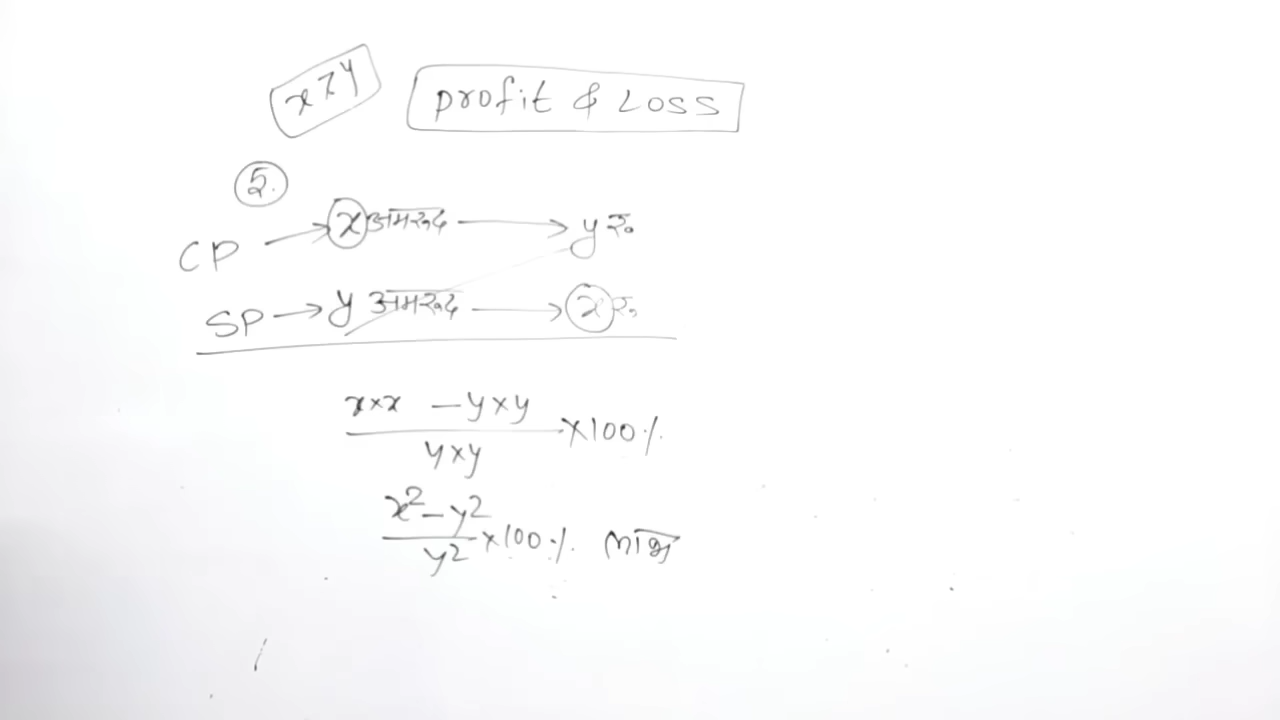 x>y
profit & Loss
5.
CP → x अमरूद → y रु.
SP → y अमरूद → x रु.
x×x - y×y / y×y ×100%
x² - y² / y² ×100% लाभ